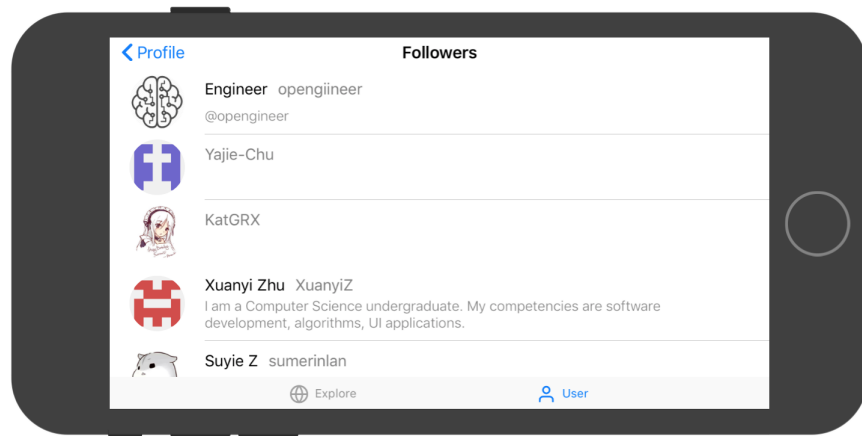 Profile
Followers
Engineer opengiineer
@opengineer
Yajie-Chu
KatGRX
Xuanyi Zhu XuanyiZ
I am a Computer Science undergraduate. My competencies are software
development, algorithms, UI applications.
Suyie Z sumerinlan
Explore
User